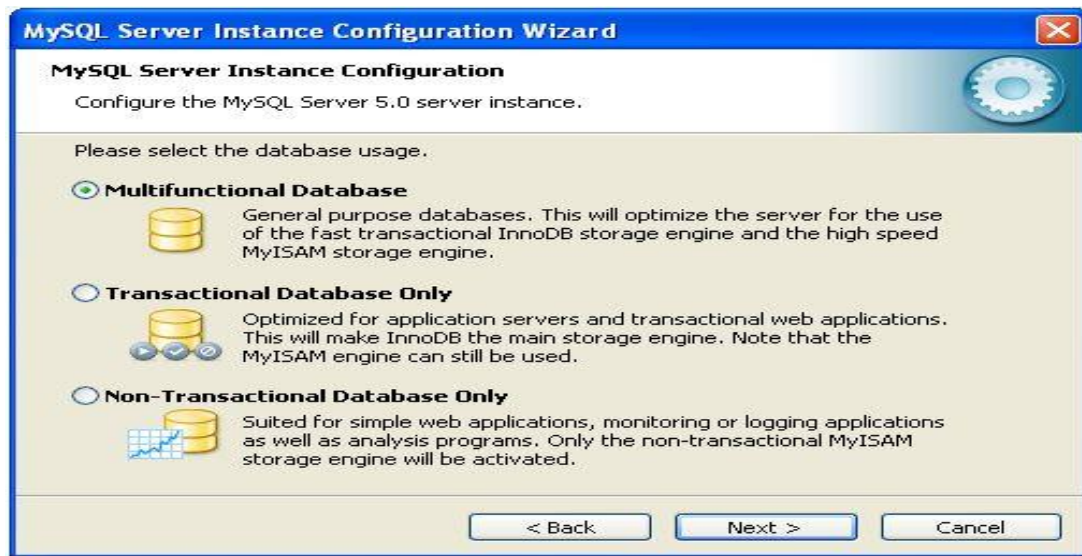 MySQL Server Instance Configuration Wizard
MySQL Server Instance Configuration
Configure the MySQL Server 5.0 server instance.
Please select the database usage.
Multifunctional Database
General purpose databases. This will optimize the server for the use
of the fast transactional InnoDB storage engine and the high speed
MyISAM storage engine.
Transactional Database Only
Optimized for application servers and transactional web applications.
This will make InnoDB the main storage engine. Note that the
MyISAM engine can still be used.
Non-Transactional Database Only
Suited for simple web applications, monitoring or logging applications
as well as analysis programs. Only the non-transactional MyISAM
storage engine will be activated.
< Back
Next >
Cancel